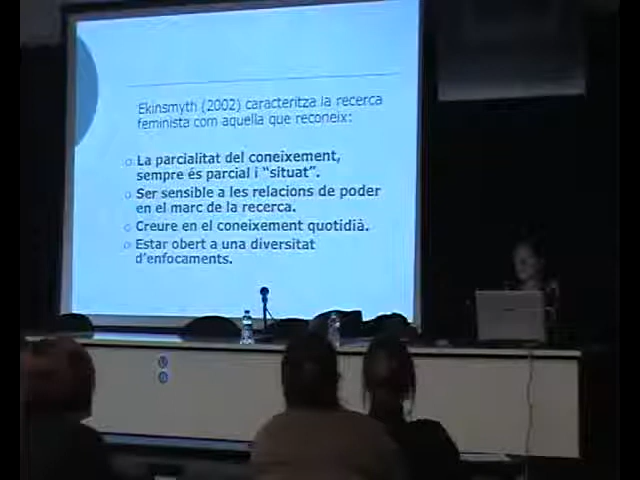 Ekinsmyth (2002) caracteritza la recerca
feminista com aquella que reconeix:
La parcialitat del coneixement,
sempre és parcial i “situat”.
Ser sensible a les relacions de poder
en el marc de la recerca.
Creure en el coneixement quotidià.
Estar obert a una diversitat
d’enfocaments.